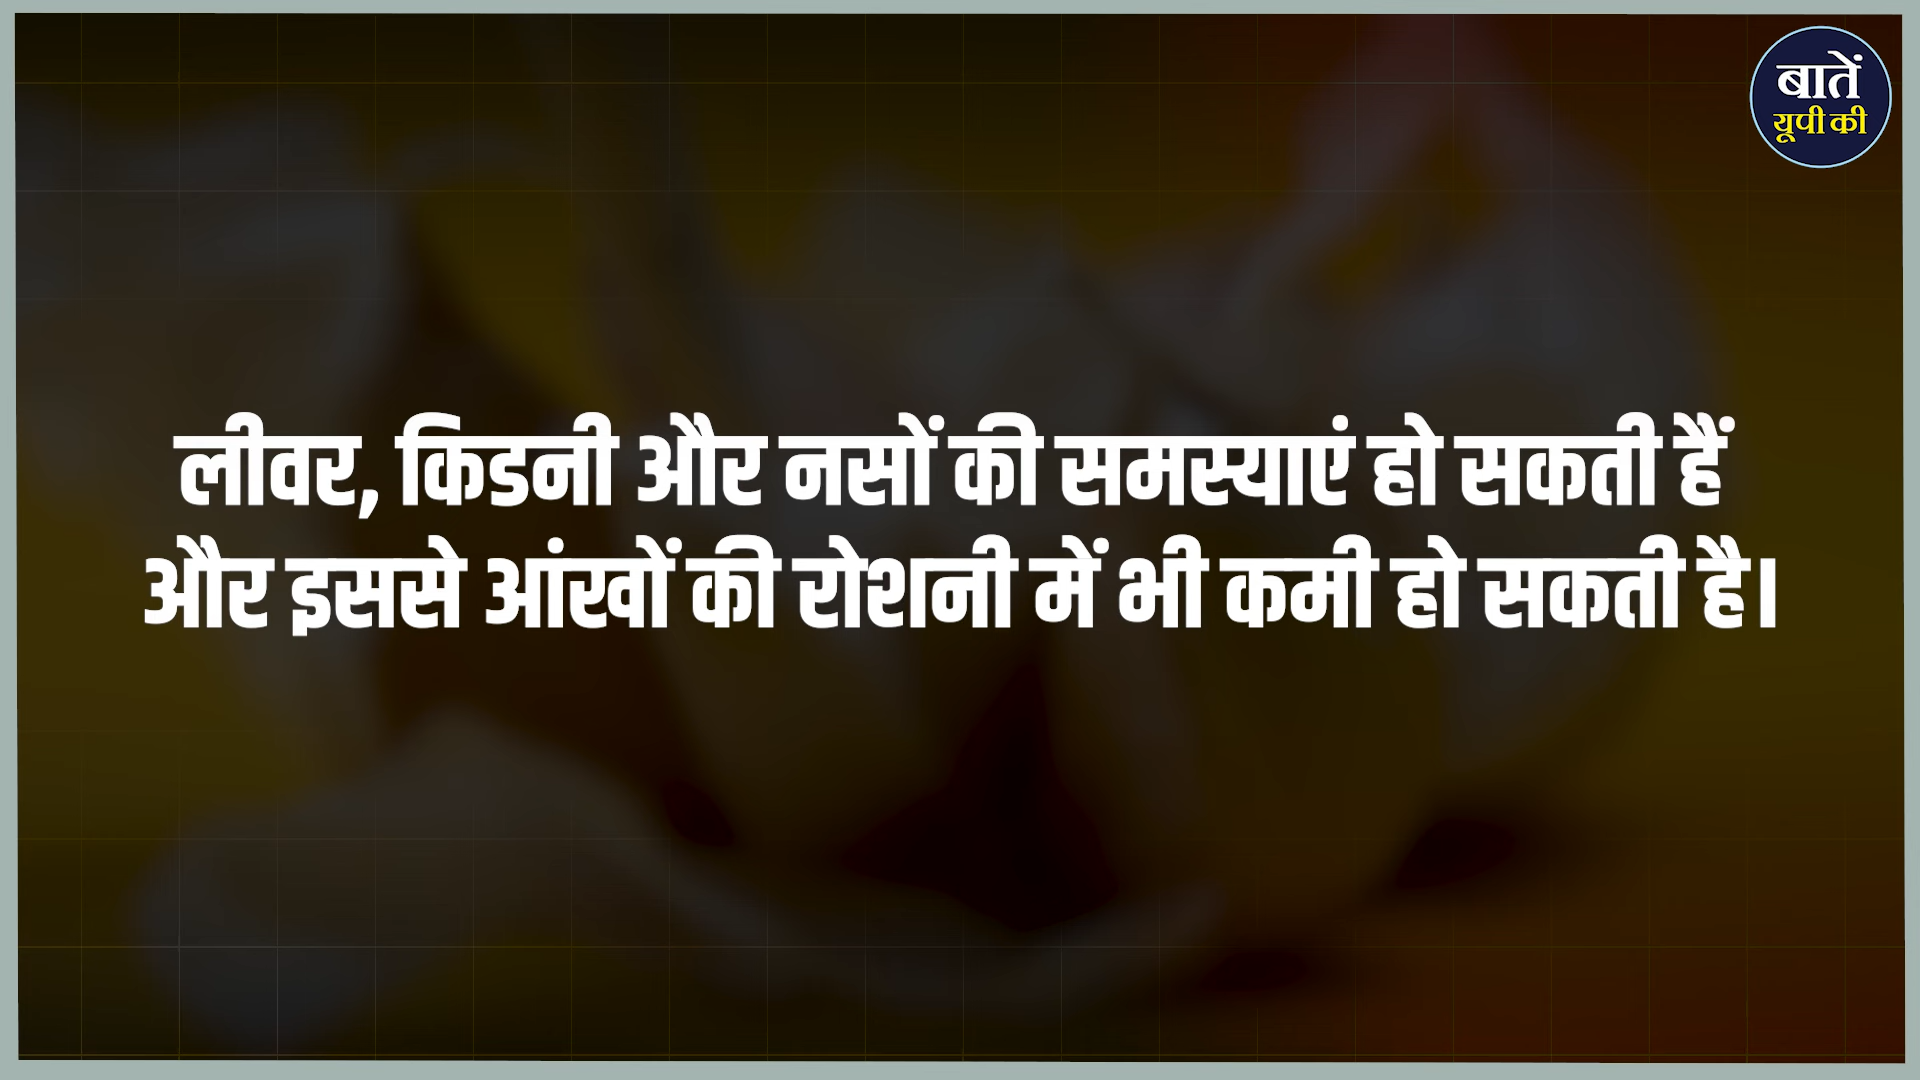 बातें
यूपी की
लीवर, किडनी और नसों की समस्याएं हो सकती हैं
और इससे आंखों की रोशनी में भी कमी हो सकती है।